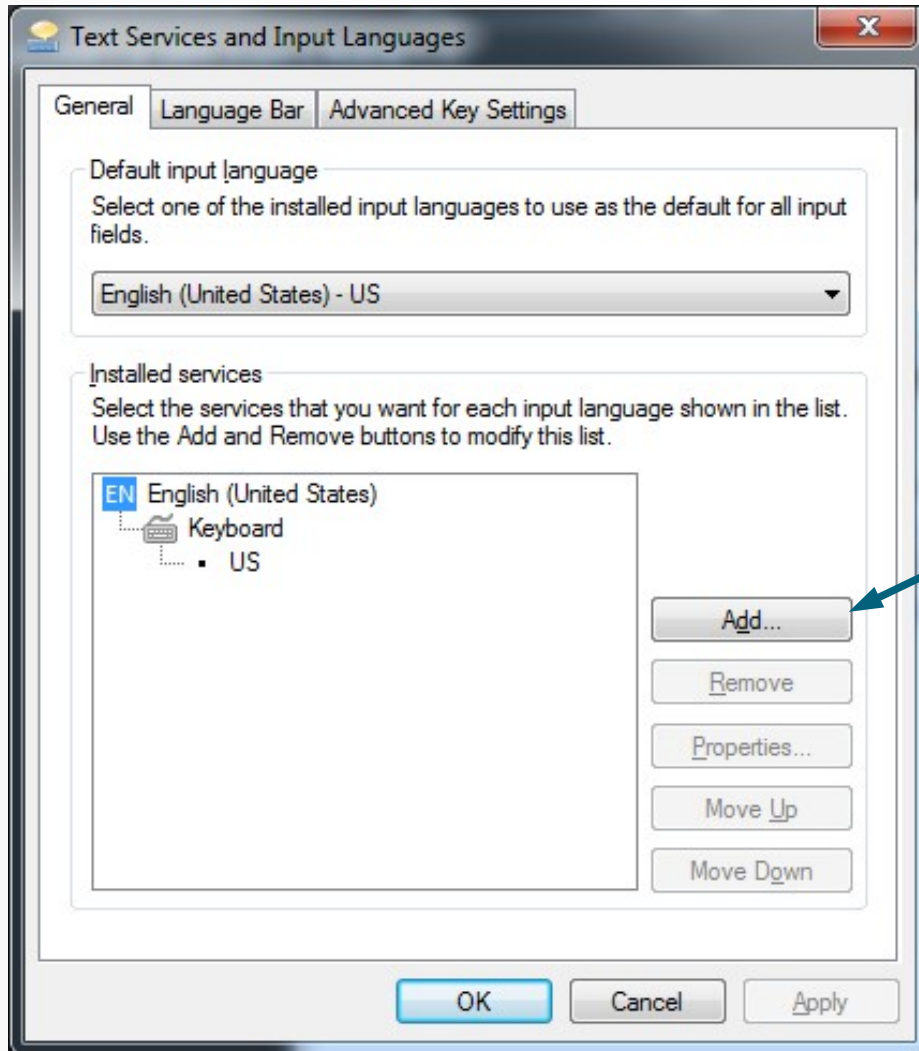 Text Services and Input Languages
General
Language Bar
Advanced Key Settings
Default input language
Select one of the installed input languages to use as the default for all input
fields.
English (United States) - US
Installed services
Select the services that you want for each input language shown in the list.
Use the Add and Remove buttons to modify this list.
EN English (United States)
Keyboard
US
Add...
Remove
Properties...
Move Up
Move Down
OK
Cancel
Apply